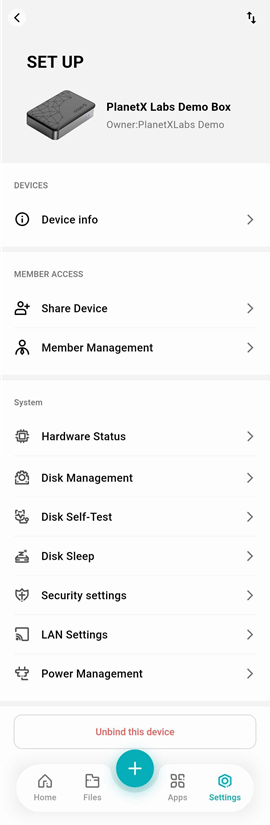 SET UP
PlanetX Labs Demo Box
Owner:PlanetXLabs Demo
DEVICES
Device info
MEMBER ACCESS
Share Device
Member Management
System
Hardware Status
Disk Management
Disk Self-Test
Disk Sleep
Security settings
LAN Settings
Power Management
Unbind this device
Home
Files
Apps
Settings